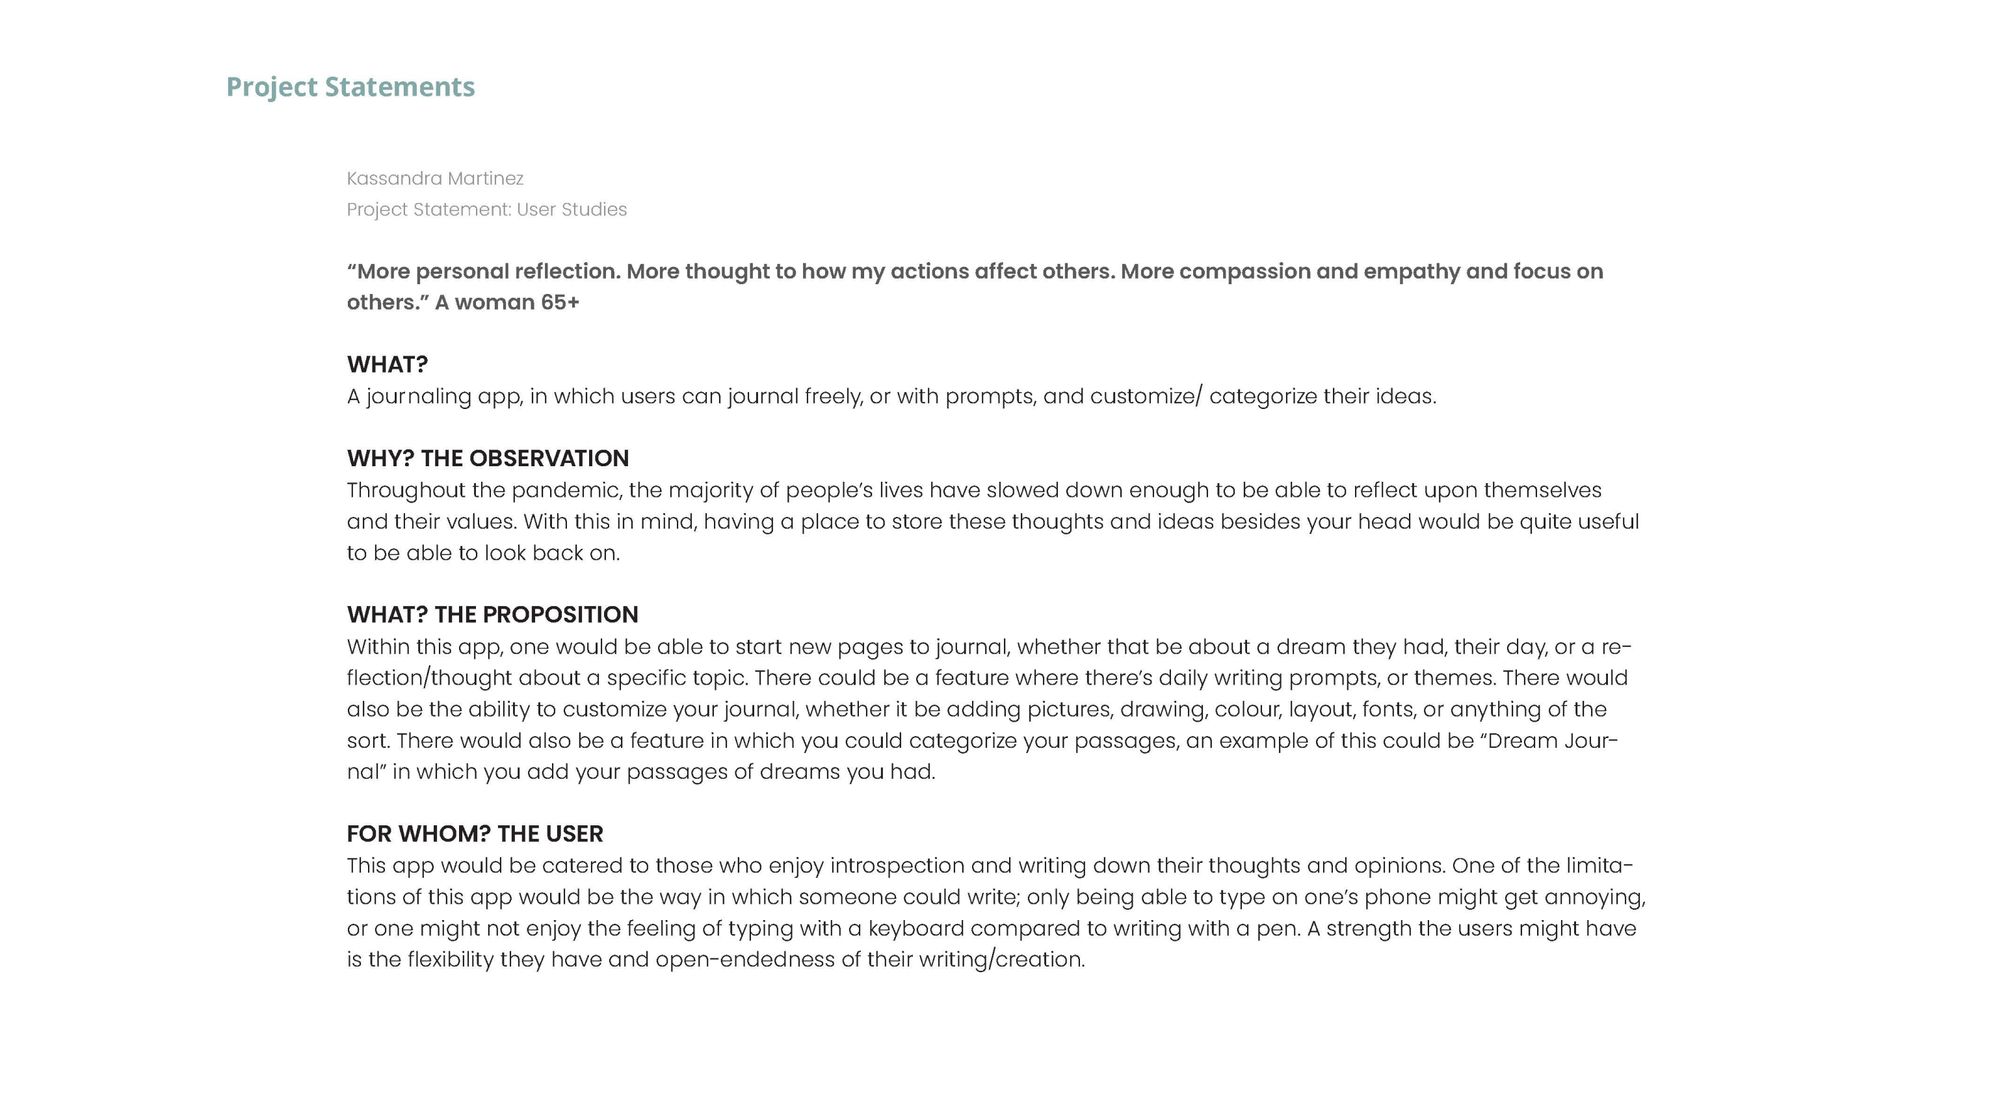 Project Statements
Kassandra Martinez
Project Statement: User Studies
“More personal reflection. More thought to how my actions affect others. More compassion and empathy and focus on
others.” A woman 65+
WHAT?
A journaling app, in which users can journal freely, or with prompts, and customize/ categorize their ideas.
WHY? THE OBSERVATION
Throughout the pandemic, the majority of people’s lives have slowed down enough to be able to reflect upon themselves
and their values. With this in mind, having a place to store these thoughts and ideas besides your head would be quite useful
to be able to look back on.
WHAT? THE PROPOSITION
Within this app, one would be able to start new pages to journal, whether that be about a dream they had, their day, or a re-
flection/thought about a specific topic. There could be a feature where there’s daily writing prompts, or themes. There would
also be the ability to customize your journal, whether it be adding pictures, drawing, colour, layout, fonts, or anything of the
sort. There would also be a feature in which you could categorize your passages, an example of this could be “Dream Jour-
nal” in which you add your passages of dreams you had.
FOR WHOM? THE USER
This app would be catered to those who enjoy introspection and writing down their thoughts and opinions. One of the limita-
tions of this app would be the way in which someone could write; only being able to type on one’s phone might get annoying,
or one might not enjoy the feeling of typing with a keyboard compared to writing with a pen. A strength the users might have
is the flexibility they have and open-endedness of their writing/creation.